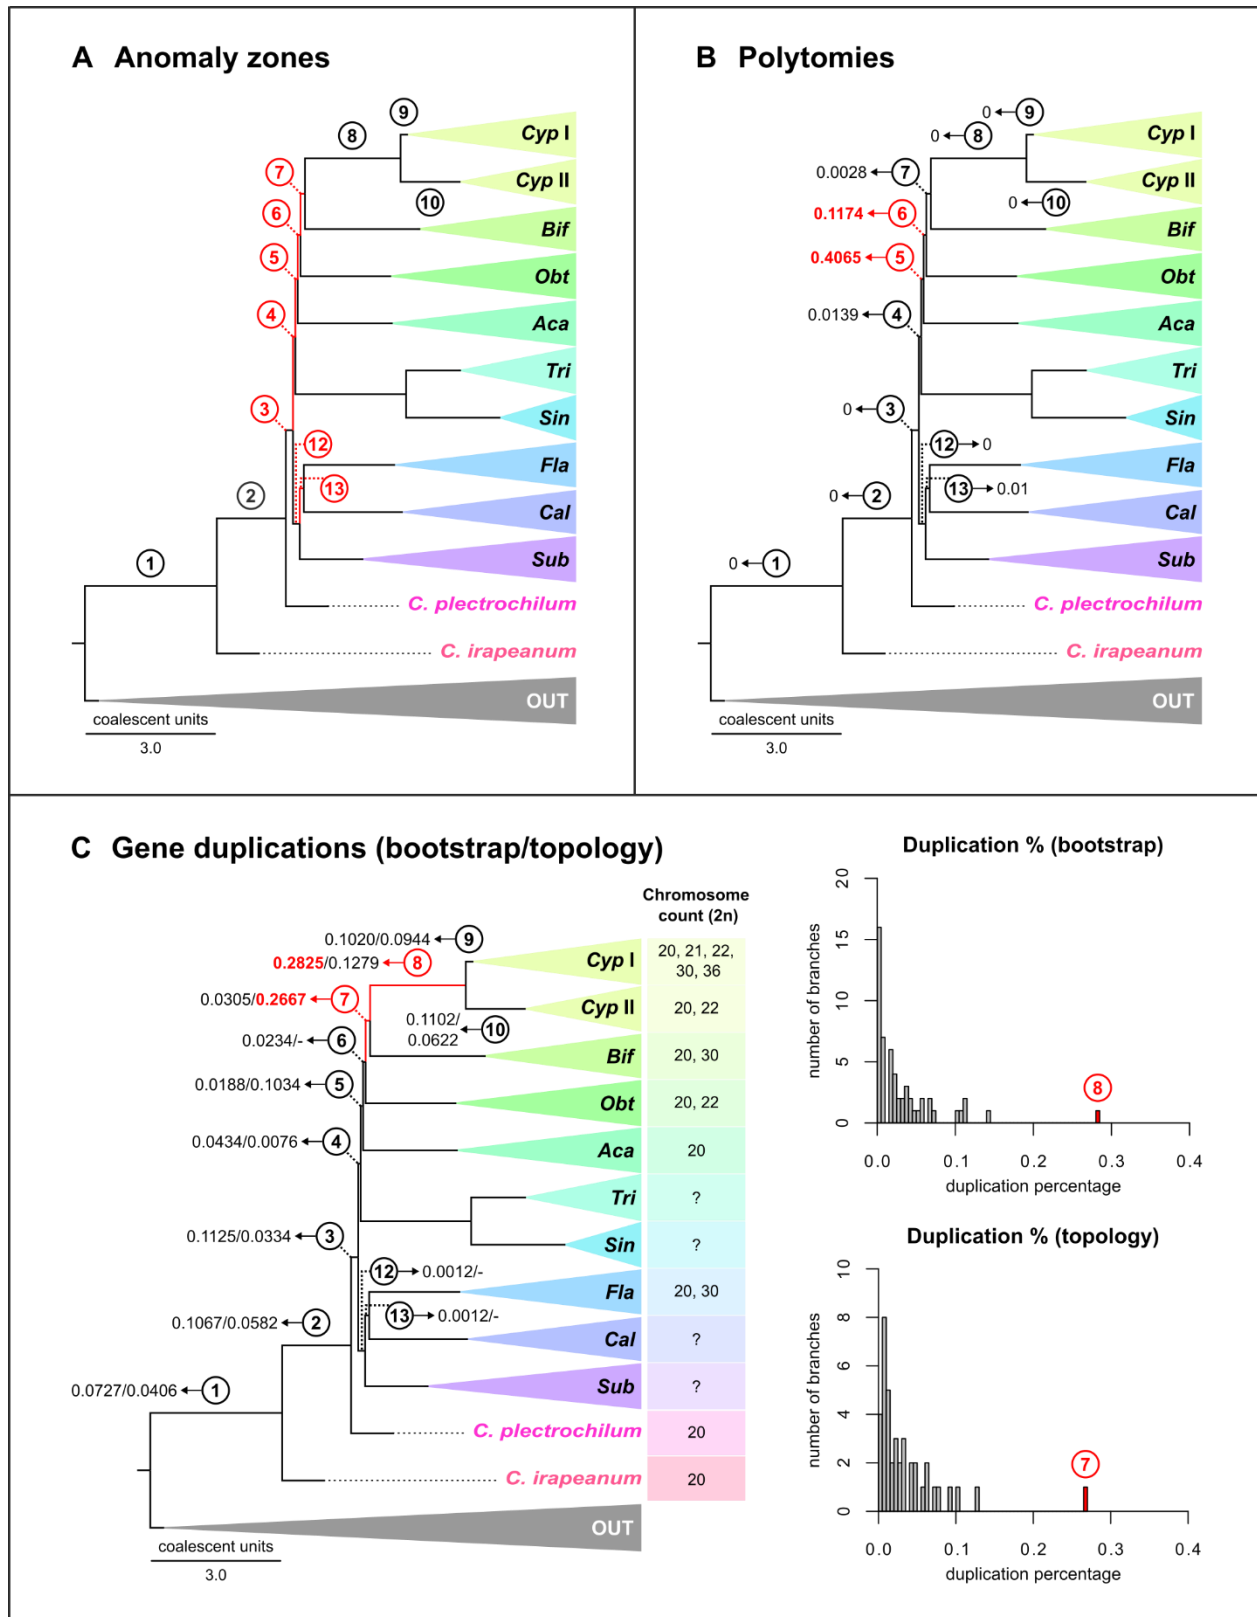 A Anomaly zones
9
8
Cyp I
7
Cyp II
10
6
Bif
5
Obt
4
Aca
Tri
3
Sin
12
Fla
13
2
Cal
1
Sub
C. plectrochilum
C. irapeanum
OUT
coalescent units
3.0
B Polytomies
0 9
0 8
Cyp I
0.0028 7
Cyp II
0 10
0.1174 6
Bif
0.4065 5
Obt
0.0139 4
Aca
Tri
0 3
Sin
12 0
Fla
13 0.01
0 2
Cal
0 1
Sub
C. plectrochilum
C. irapeanum
OUT
coalescent units
3.0
C Gene duplications (bootstrap/topology)
Chromosome
count (2n)
0.1020/0.0944 9
0.2825/0.1279 8
Cyp I
20, 21, 22,
30, 36
0.0305/0.2667 7
Cyp II
20, 22
0.1102/
0.0622
10
0.0234/- 6
Bif
20, 30
0.0188/0.1034 5
Obt
20, 22
0.0434/0.0076 4
Aca
20
Tri
?
0.1125/0.0334 3
Sin
?
12 0.0012/-
Fla
20, 30
13 0.0012/-
0.1067/0.0582 2
Cal
?
0.0727/0.0406 1
Sub
?
C. plectrochilum
20
C. irapeanum
20
OUT
coalescent units
3.0
Duplication % (bootstrap)
number of branches
20
15
10
5
0
8
0.0 0.1 0.2 0.3 0.4
duplication percentage
Duplication % (topology)
number of branches
10
8
6
4
2
0
7
0.0 0.1 0.2 0.3 0.4
duplication percentage